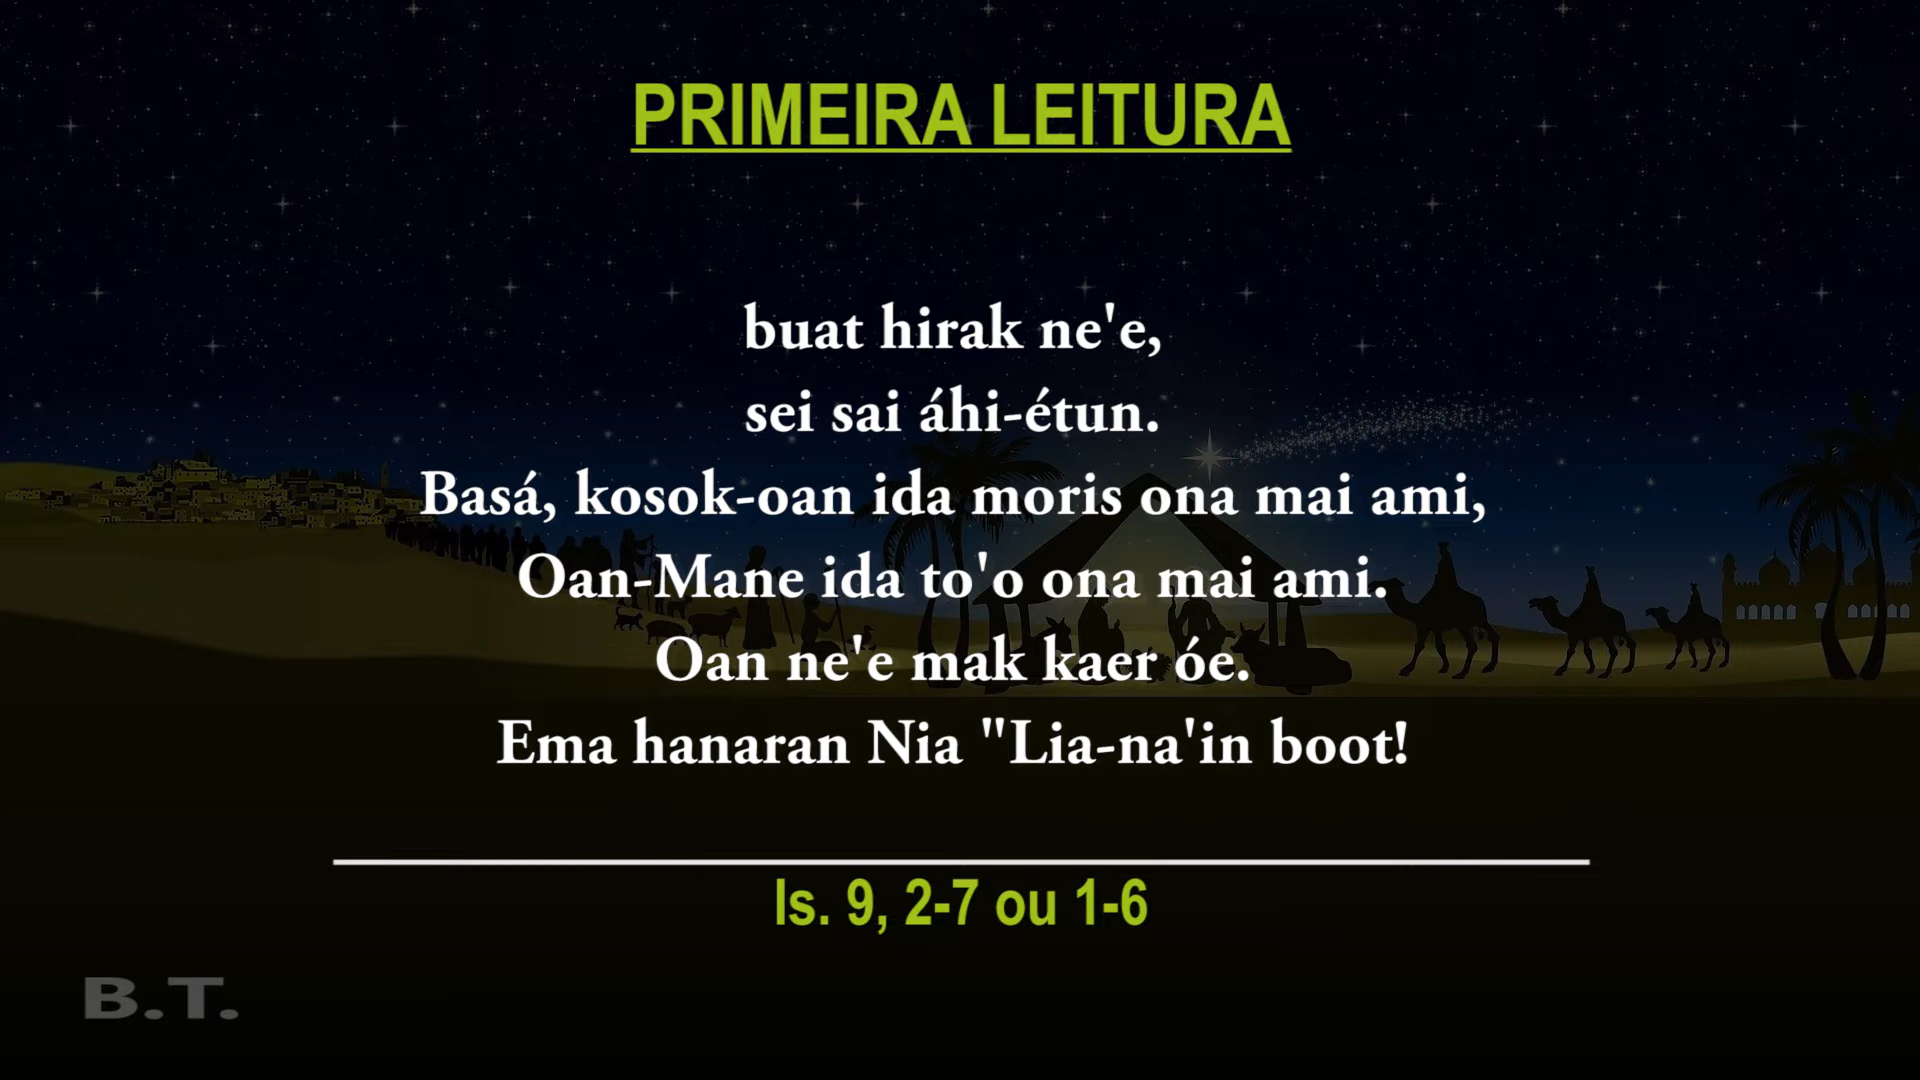 PRIMEIRA LEITURA
buat hirak ne'e,
sei sai áhi-étun.
Basá, kosok-oan ida moris ona mai ami,
Oan-Mane ida to'o ona mai ami.
Oan ne'e mak kaer óe.
Ema hanaran Nia "Lia-na'in boot!
Is. 9, 2-7 ou 1-6
B.T.